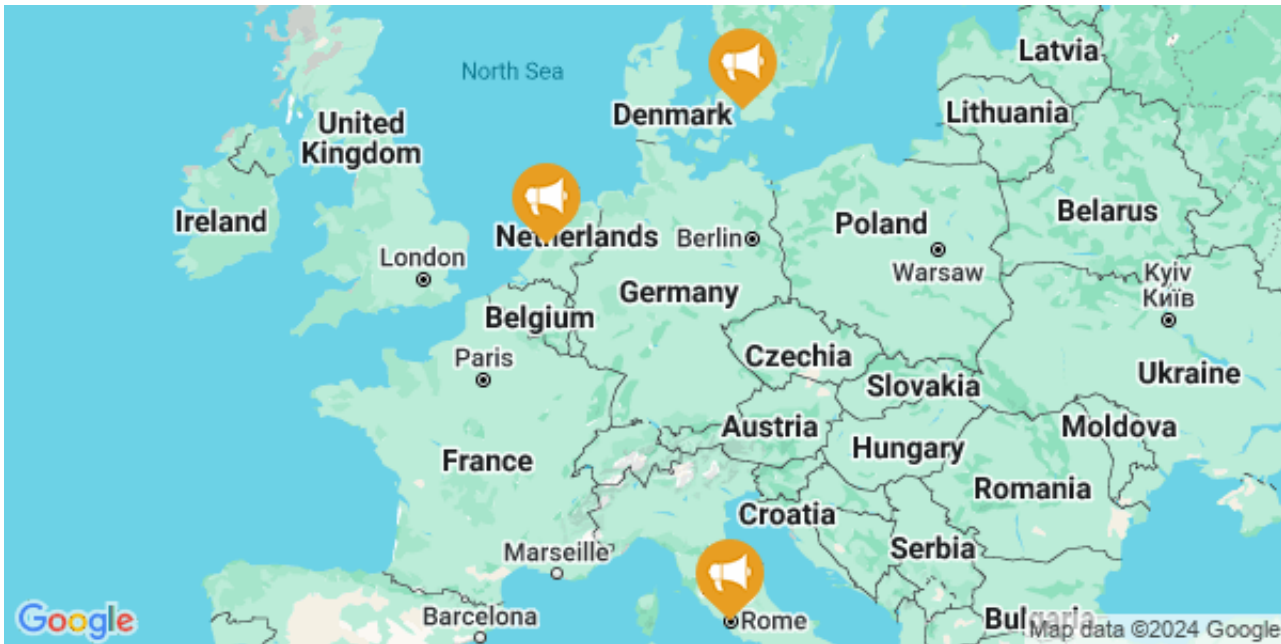 Latvia
North Sea
Denmark
Lithuania
United
Kingdom
Ireland
Netherlands
Berlin
Poland
Belarus
London
Warsaw
Kyiv
Київ
Germany
Belgium
Paris
Czechia
Slovakia
Ukraine
Austria
Hungary
Moldova
France
Romania
Croatia
Marseille
Serbia
Barcelona
Rome
Bulgaria
Google
Map data ©2024 Google